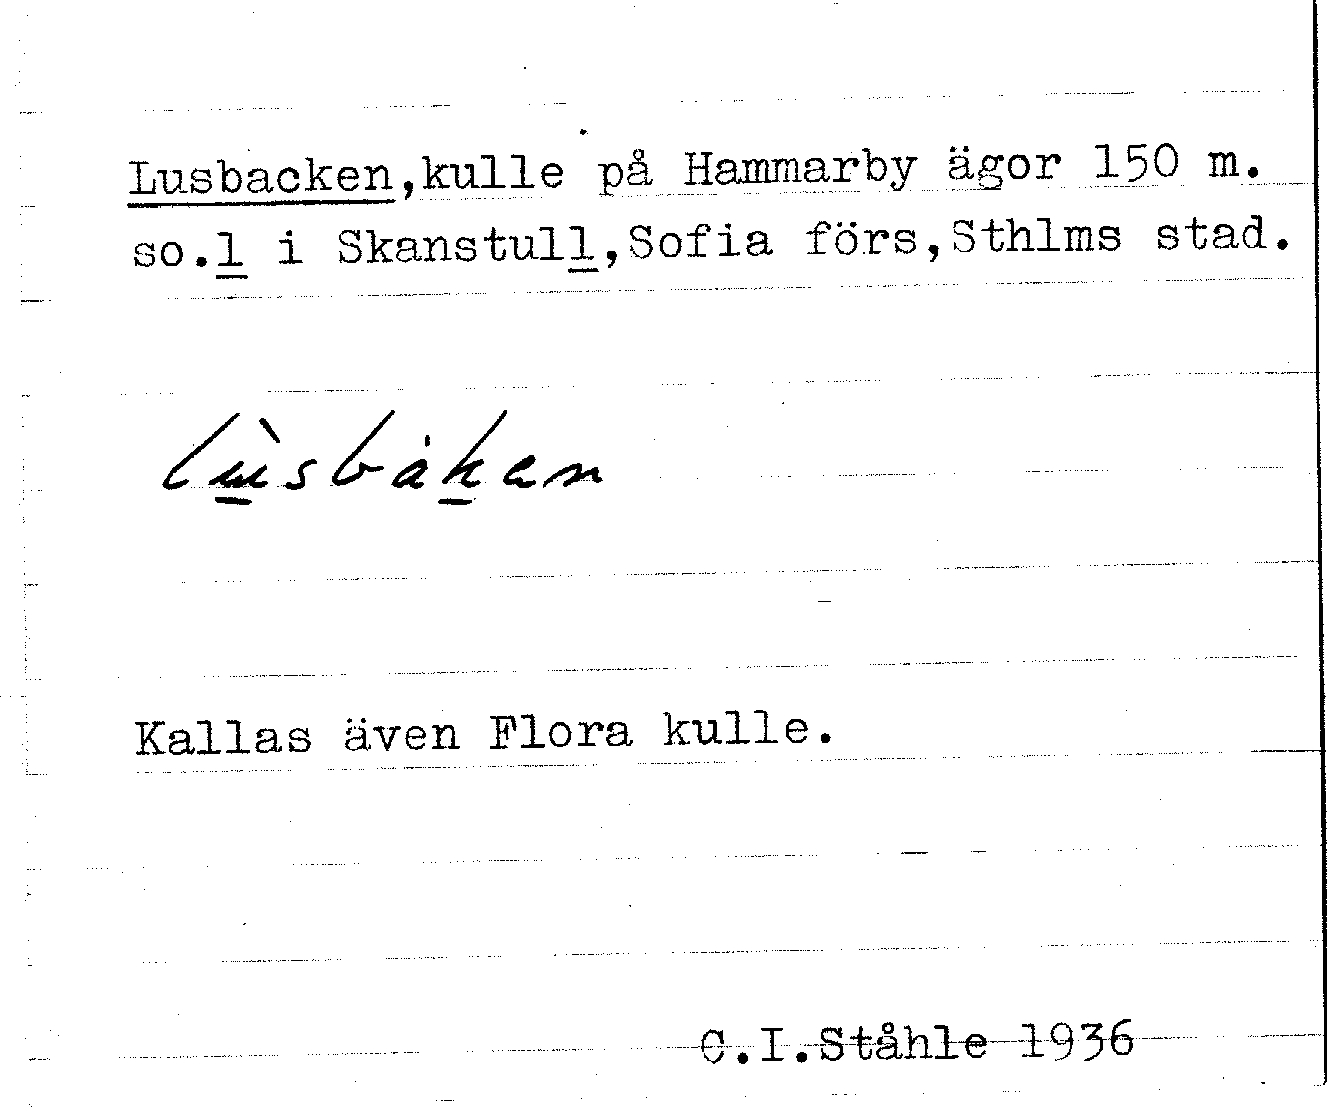 Lusbacken,kulle på Hammarby ägor 150 m.
so.l i Skanstull,Sofia förs,Sthlms stad.
lùsbàken
Kallas även Flora kulle.
C.I.Ståhle 1936